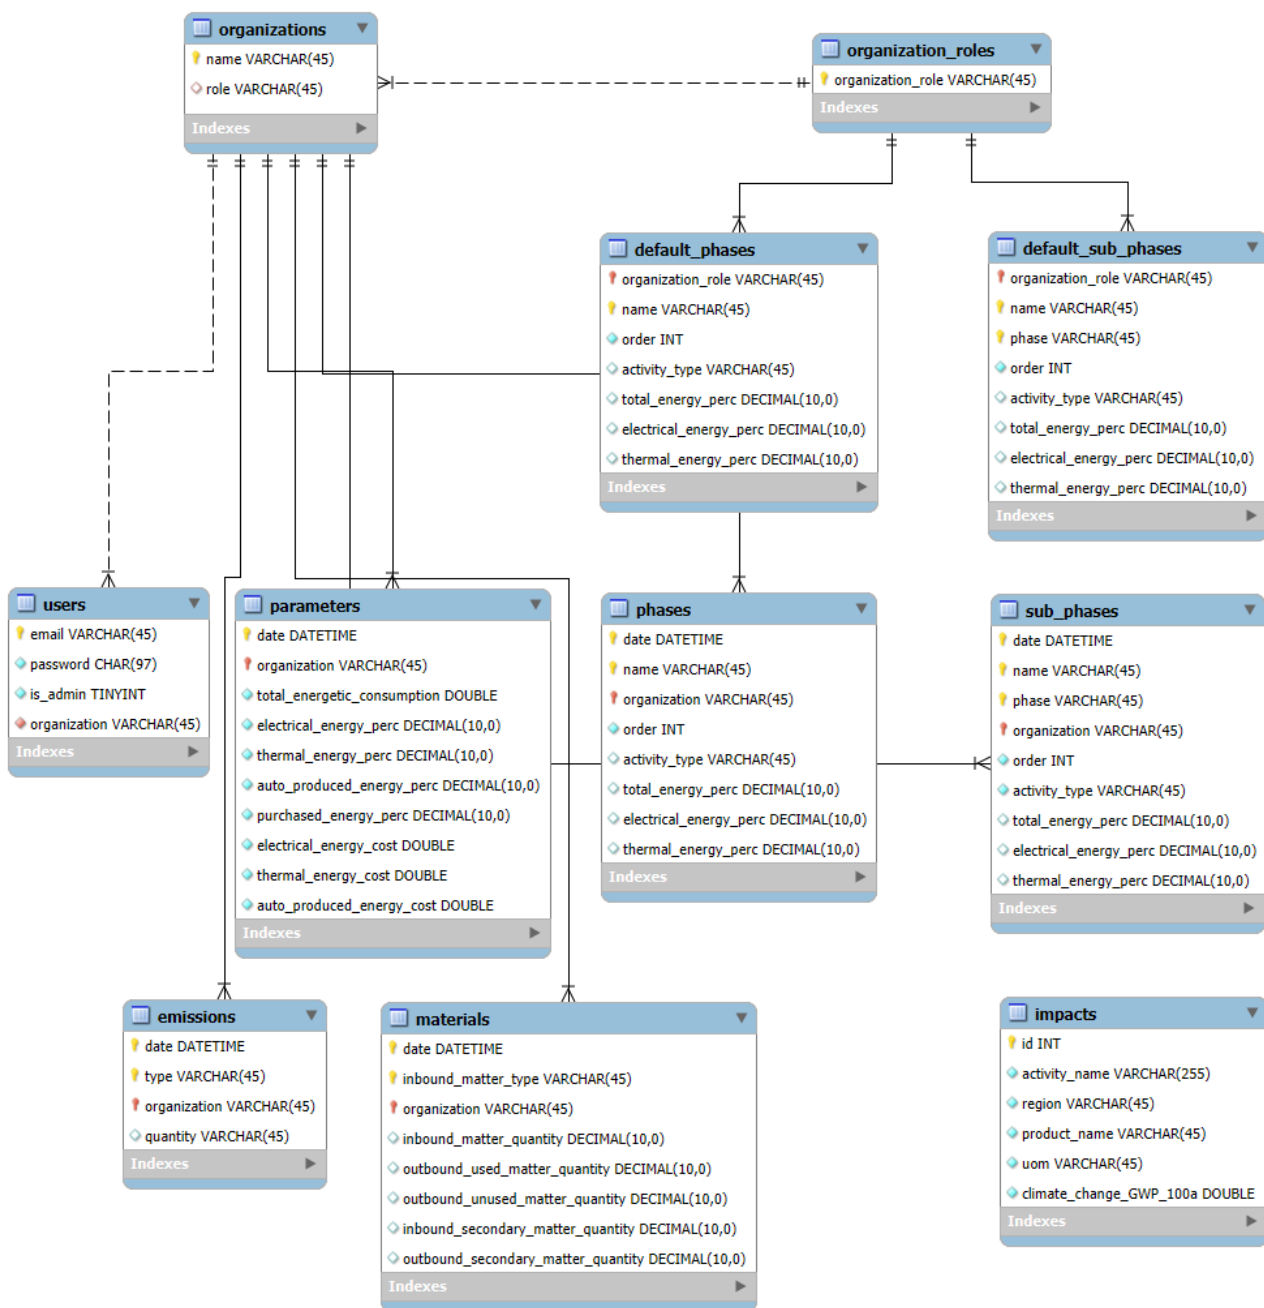 organizations
name VARCHAR(45)
role VARCHAR(45)
Indexes
organization_roles
organization_role VARCHAR(45)
Indexes
default_phases
organization_role VARCHAR(45)
name VARCHAR(45)
order INT
activity_type VARCHAR(45)
total_energy_perc DECIMAL(10,0)
electrical_energy_perc DECIMAL(10,0)
thermal_energy_perc DECIMAL(10,0)
Indexes
default_sub_phases
organization_role VARCHAR(45)
name VARCHAR(45)
phase VARCHAR(45)
order INT
activity_type VARCHAR(45)
total_energy_perc DECIMAL(10,0)
electrical_energy_perc DECIMAL(10,0)
thermal_energy_perc DECIMAL(10,0)
Indexes
users
email VARCHAR(45)
password CHAR(97)
is_admin TINYINT
organization VARCHAR(45)
Indexes
parameters
date DATETIME
organization VARCHAR(45)
total_energetic_consumption DOUBLE
electrical_energy_perc DECIMAL(10,0)
thermal_energy_perc DECIMAL(10,0)
auto_produced_energy_perc DECIMAL(10,0)
purchased_energy_perc DECIMAL(10,0)
electrical_energy_cost DOUBLE
thermal_energy_cost DOUBLE
auto_produced_energy_cost DOUBLE
Indexes
phases
date DATETIME
name VARCHAR(45)
organization VARCHAR(45)
order INT
activity_type VARCHAR(45)
total_energy_perc DECIMAL(10,0)
electrical_energy_perc DECIMAL(10,0)
thermal_energy_perc DECIMAL(10,0)
Indexes
sub_phases
date DATETIME
name VARCHAR(45)
phase VARCHAR(45)
organization VARCHAR(45)
order INT
activity_type VARCHAR(45)
total_energy_perc DECIMAL(10,0)
electrical_energy_perc DECIMAL(10,0)
thermal_energy_perc DECIMAL(10,0)
Indexes
emissions
date DATETIME
type VARCHAR(45)
organization VARCHAR(45)
quantity VARCHAR(45)
Indexes
materials
date DATETIME
inbound_matter_type VARCHAR(45)
organization VARCHAR(45)
inbound_matter_quantity DECIMAL(10,0)
outbound_used_matter_quantity DECIMAL(10,0)
outbound_unused_matter_quantity DECIMAL(10,0)
inbound_secondary_matter_quantity DECIMAL(10,0)
outbound_secondary_matter_quantity DECIMAL(10,0)
Indexes
impacts
id INT
activity_name VARCHAR(255)
region VARCHAR(45)
product_name VARCHAR(45)
uom VARCHAR(45)
climate_change_GWP_100a DOUBLE
Indexes